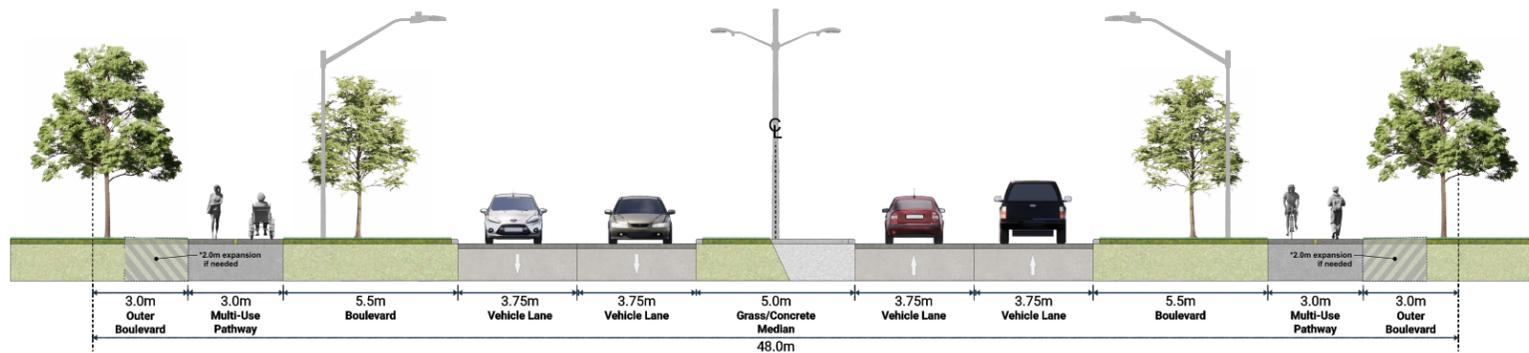 ℄
*2.0m expansion
if needed
*2.0m expansion
if needed
3.0m
Outer
Boulevard
3.0m
Multi-Use
Pathway
5.5m
Boulevard
3.75m
Vehicle Lane
3.75m
Vehicle Lane
5.0m
Grass/Concrete
Median
3.75m
Vehicle Lane
3.75m
Vehicle Lane
5.5m
Boulevard
3.0m
Multi-Use
Pathway
3.0m
Outer
Boulevard
48.0m